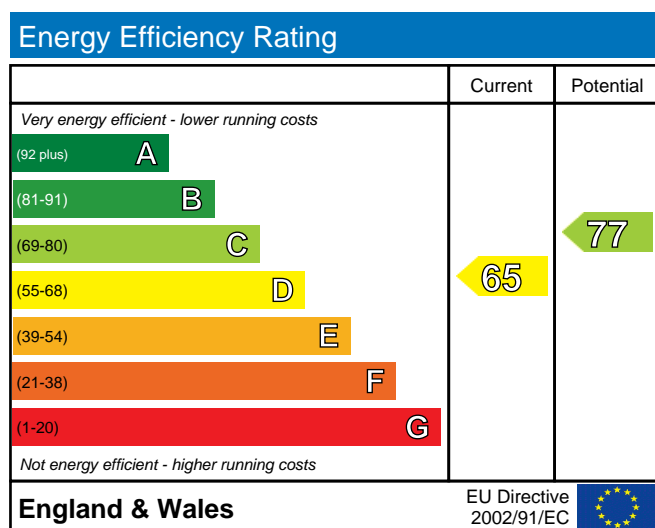 Energy Efficiency Rating
Current Potential
Very energy efficient - lower running costs
(92 plus) A
(81-91) B
(69-80) C
77
(55-68) D
65
(39-54) E
(21-38) F
(1-20) G
Not energy efficient - higher running costs
England & Wales
EU Directive
2002/91/EC